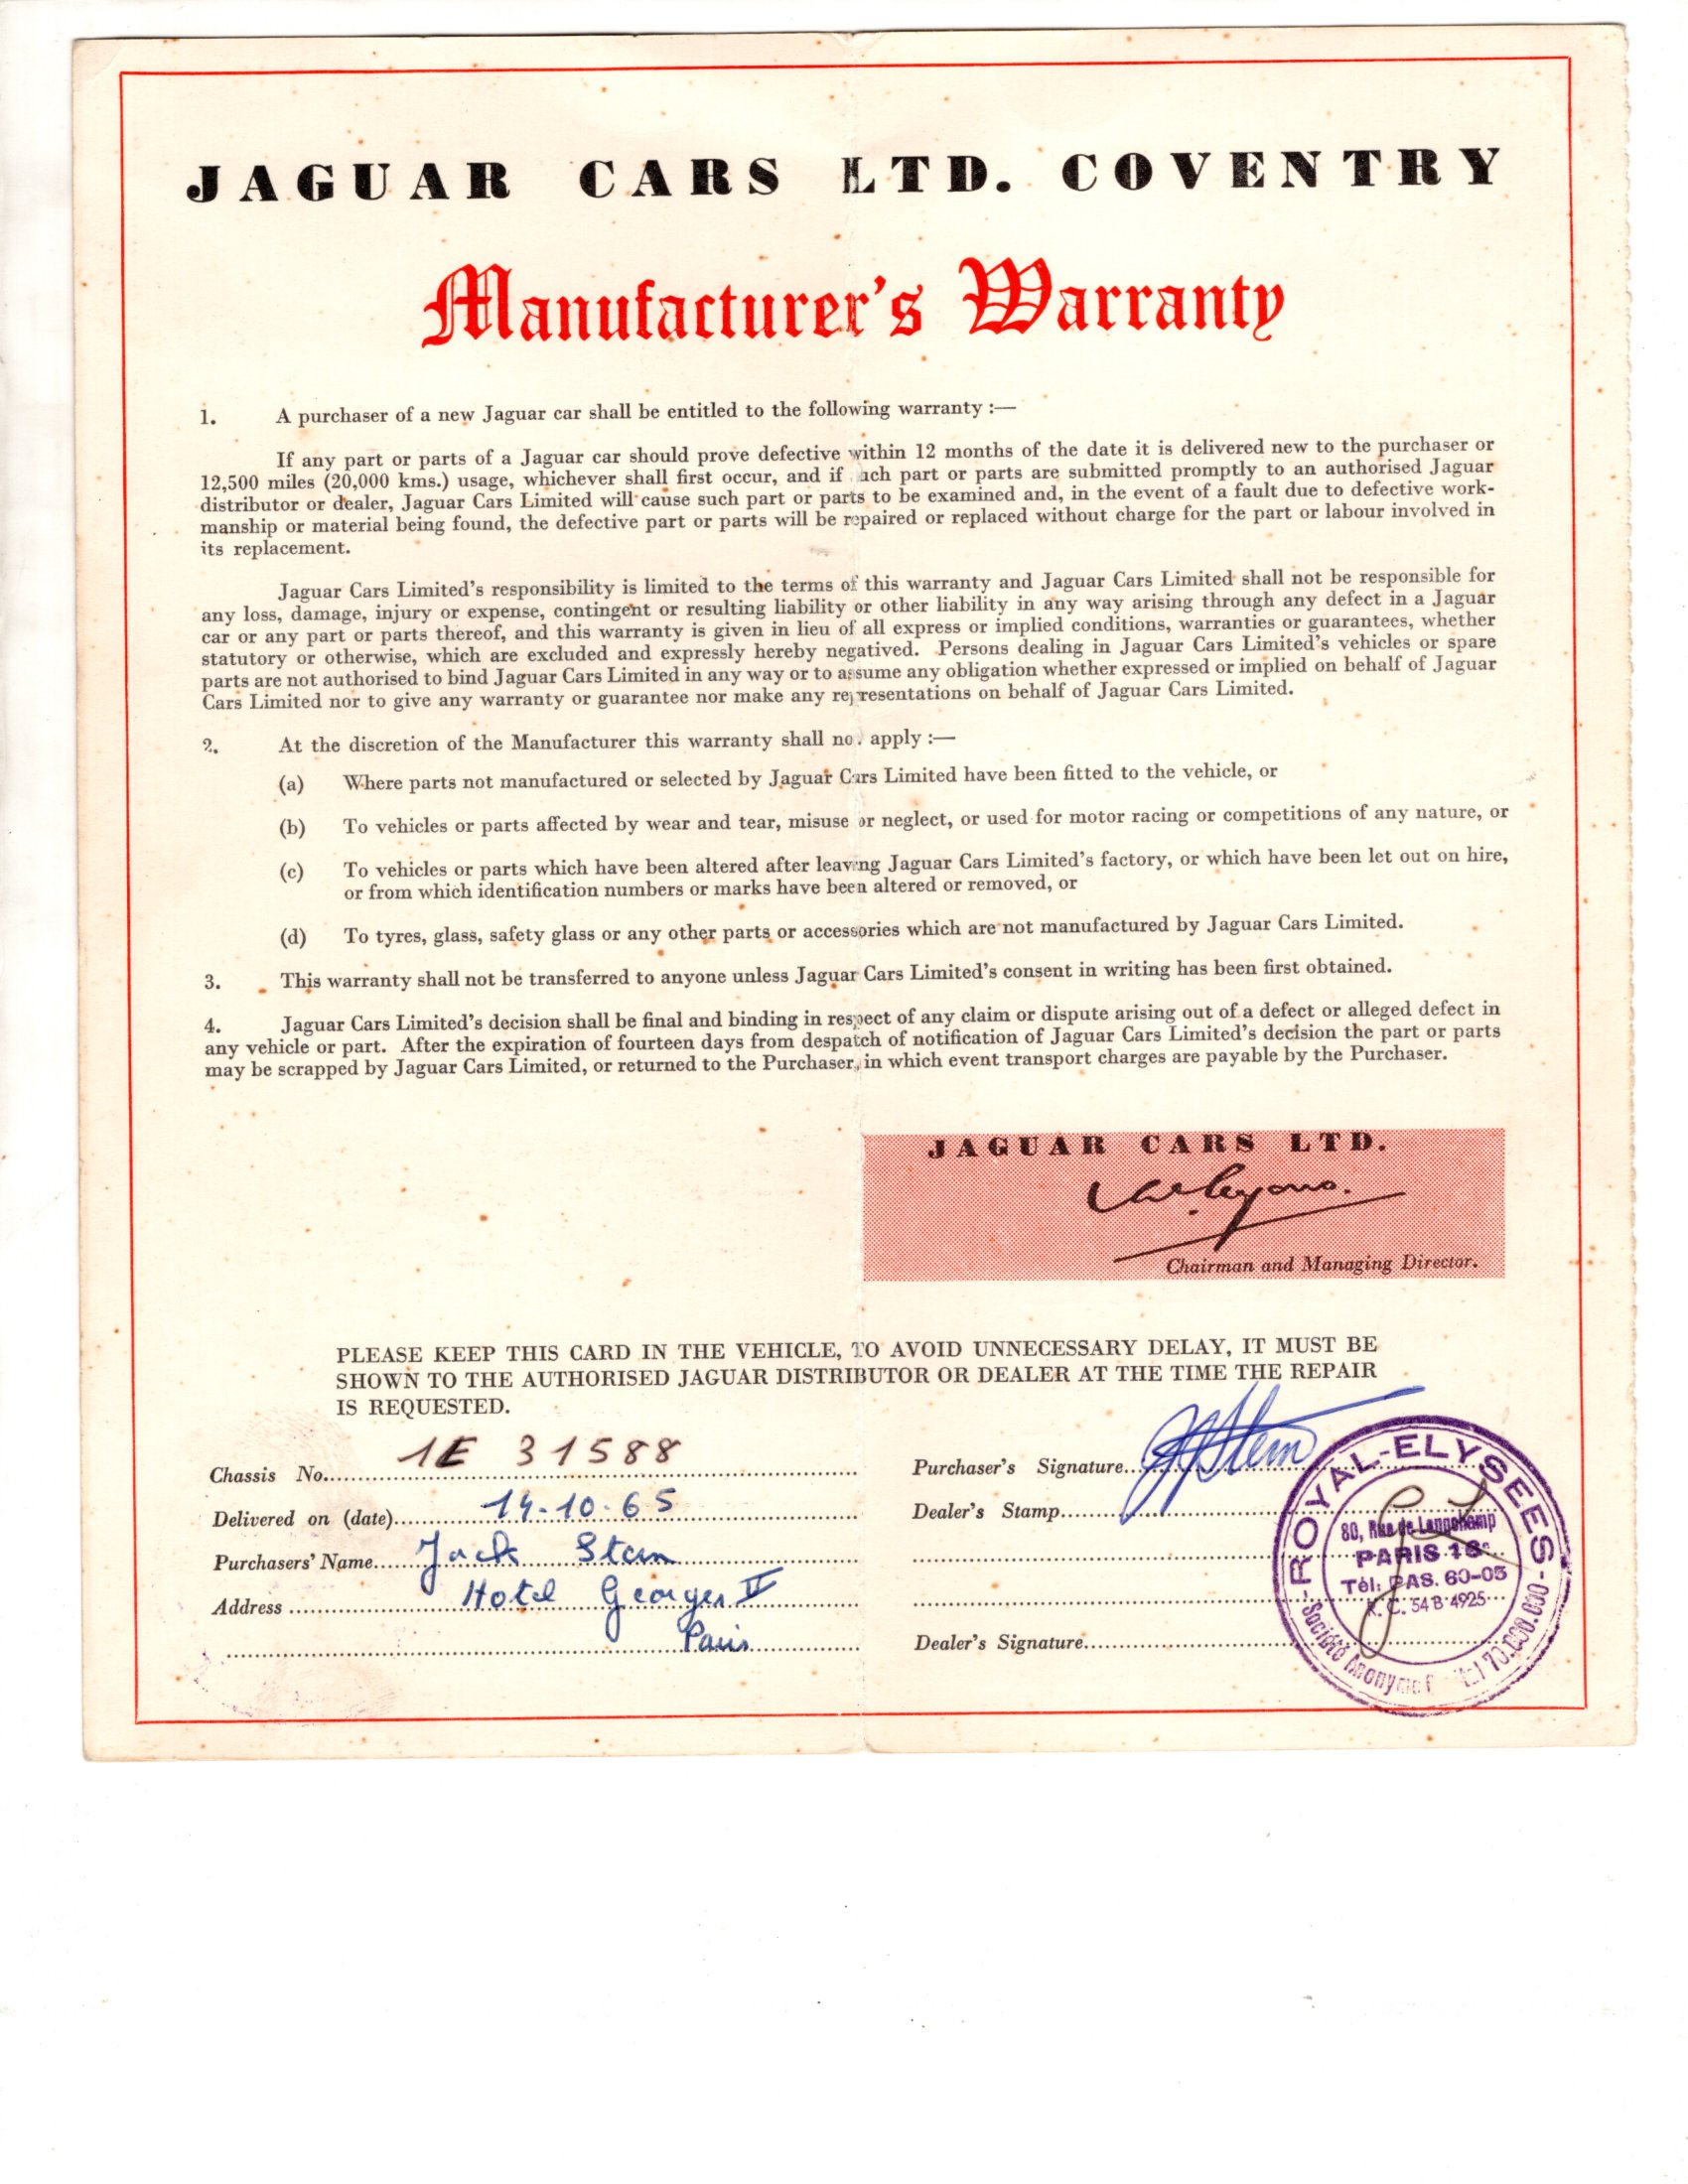 JAGUAR CARS LTD. COVENTRY
Manufacturer's Warranty
1. A purchaser of a new Jaguar car shall be entitled to the following warranty :—
If any part or parts of a Jaguar car should prove defective within 12 months of the date it is delivered new to the purchaser or
12,500 miles (20,000 kms.) usage, whichever shall first occur, and if such part or parts are submitted promptly to an authorised Jaguar
distributor or dealer, Jaguar Cars Limited will cause such part or parts to be examined and, in the event of a fault due to defective work-
manship or material being found, the defective part or parts will be repaired or replaced without charge for the part or labour involved in
its replacement.
Jaguar Cars Limited's responsibility is limited to the terms of this warranty and Jaguar Cars Limited shall not be responsible for
any loss, damage, injury or expense, contingent or resulting liability or other liability in any way arising through any defect in a Jaguar
car or any part or parts thereof, and this warranty is given in lieu of all express or implied conditions, warranties or guarantees, whether
statutory or otherwise, which are excluded and expressly hereby negatived. Persons dealing in Jaguar Cars Limited's vehicles or spare
parts are not authorised to bind Jaguar Cars Limited in any way or to assume any obligation whether expressed or implied on behalf of Jaguar
Cars Limited nor to give any warranty or guarantee nor make any representations on behalf of Jaguar Cars Limited.
2. At the discretion of the Manufacturer this warranty shall not apply :—
(a) Where parts not manufactured or selected by Jaguar Cars Limited have been fitted to the vehicle, or
(b) To vehicles or parts affected by wear and tear, misuse or neglect, or used for motor racing or competitions of any nature, or
(c) To vehicles or parts which have been altered after leaving Jaguar Cars Limited's factory, or which have been let out on hire,
or from which identification numbers or marks have been altered or removed, or
(d) To tyres, glass, safety glass or any other parts or accessories which are not manufactured by Jaguar Cars Limited.
3. This warranty shall not be transferred to anyone unless Jaguar Cars Limited's consent in writing has been first obtained.
4. Jaguar Cars Limited's decision shall be final and binding in respect of any claim or dispute arising out of a defect or alleged defect in
any vehicle or part. After the expiration of fourteen days from despatch of notification of Jaguar Cars Limited's decision the part or parts
may be scrapped by Jaguar Cars Limited, or returned to the Purchaser, in which event transport charges are payable by the Purchaser.
JAGUAR CARS LTD.
Chairman and Managing Director.
PLEASE KEEP THIS CARD IN THE VEHICLE, TO AVOID UNNECESSARY DELAY, IT MUST BE
SHOWN TO THE AUTHORISED JAGUAR DISTRIBUTOR OR DEALER AT THE TIME THE REPAIR
IS REQUESTED.
Chassis No. 1E 31588
Delivered on (date) 14-10-65
Purchasers' Name Jack Stern
Address Hotel Georges V
Paris
Purchaser's Signature
Dealer's Stamp
Dealer's Signature
ROYAL-ELYSEES
80, Rue de Longchamp
PARIS 16e
Tél: PAS. 60-03
R. C. 54 B 4925
Société Anonyme 70.000.000